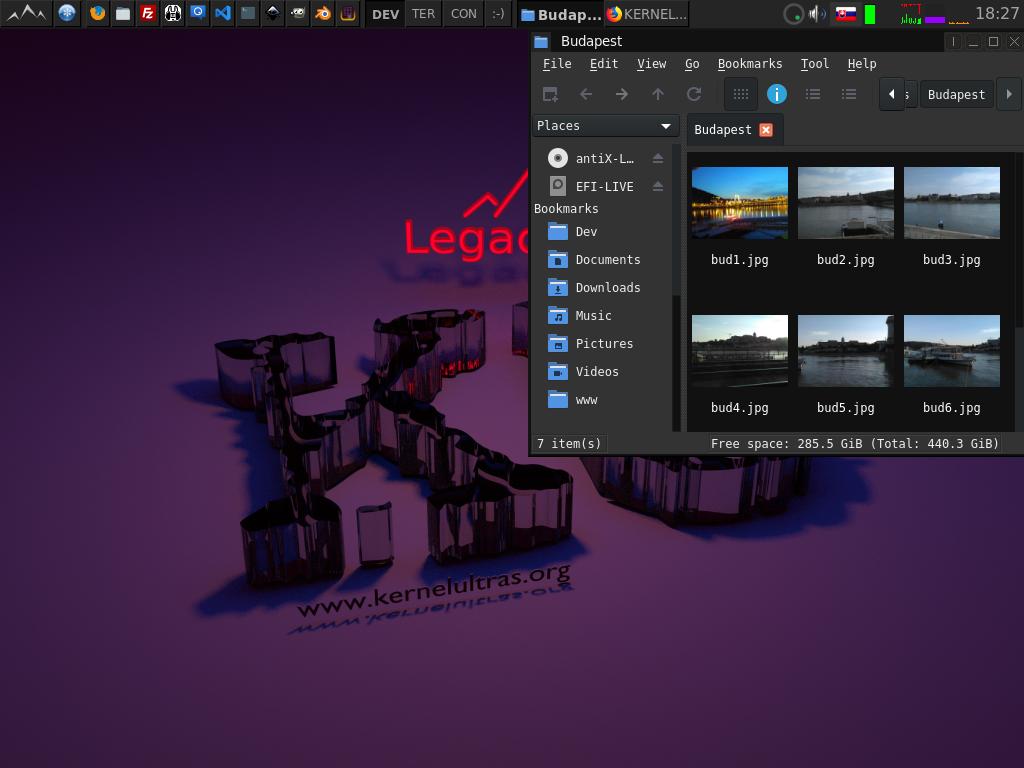 DEV TER CON :-) Budap... KERNEL... 18:27
Budapest
File Edit View Go Bookmarks Tool Help
s Budapest
Places
Budapest
antiX-L...
EFI-LIVE
Bookmarks
Dev
Documents
Downloads
Music
Pictures
Videos
www
bud1.jpg bud2.jpg bud3.jpg
bud4.jpg bud5.jpg bud6.jpg
7 item(s) Free space: 285.5 GiB (Total: 440.3 GiB)
Legac
www.kernelultras.org